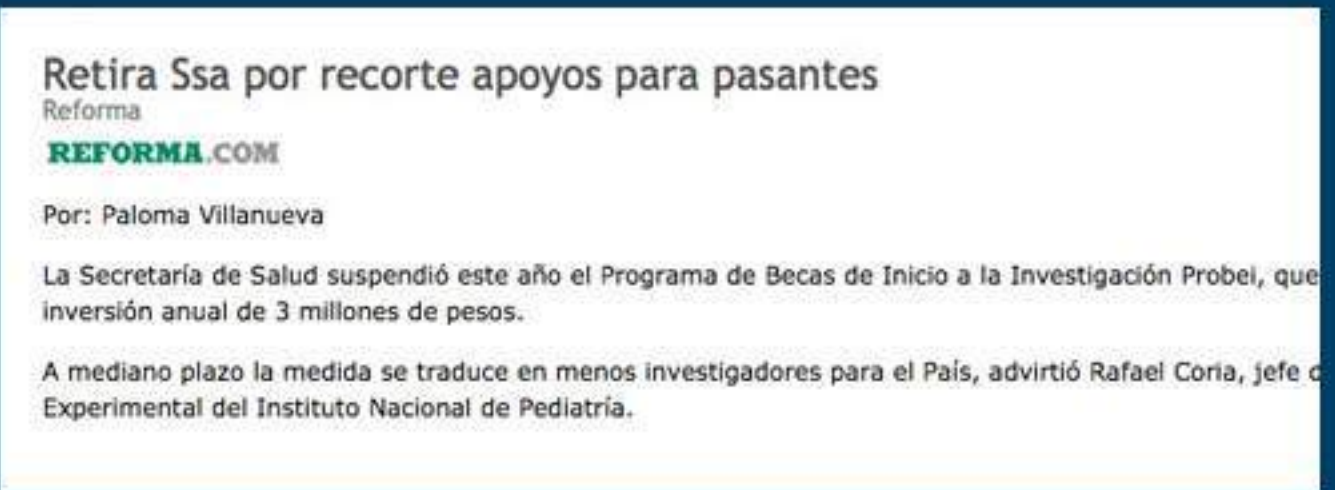 Retira Ssa por recorte apoyos para pasantes
Reforma
REFORMA.COM
Por: Paloma Villanueva
La Secretaría de Salud suspendió este año el Programa de Becas de Inicio a la Investigación Probei, que
inversión anual de 3 millones de pesos.
A mediano plazo la medida se traduce en menos investigadores para el País, advirtió Rafael Coria, jefe
Experimental del Instituto Nacional de Pediatría.